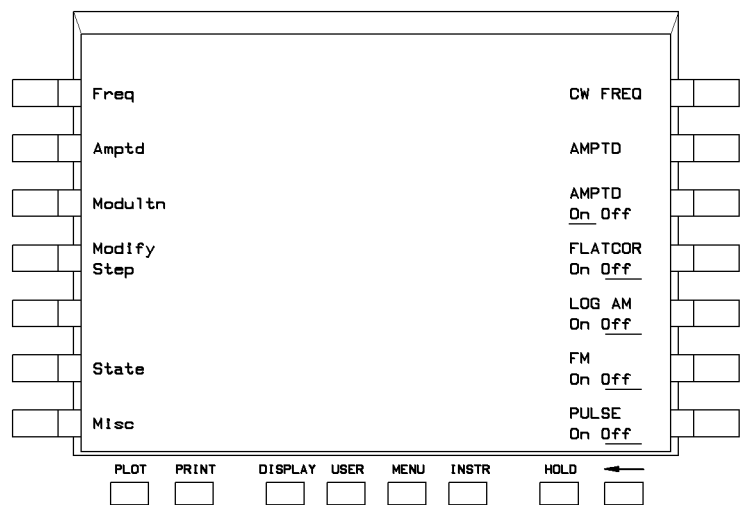 Freq
CW FREQ
Amptd
AMPTD
Modultn
AMPTD
On Off
Modify
Step
FLATCOR
On Off
LOG AM
On Off
State
FM
On Off
Misc
PULSE
On Off
PLOT PRINT DISPLAY USER MENU INSTR HOLD